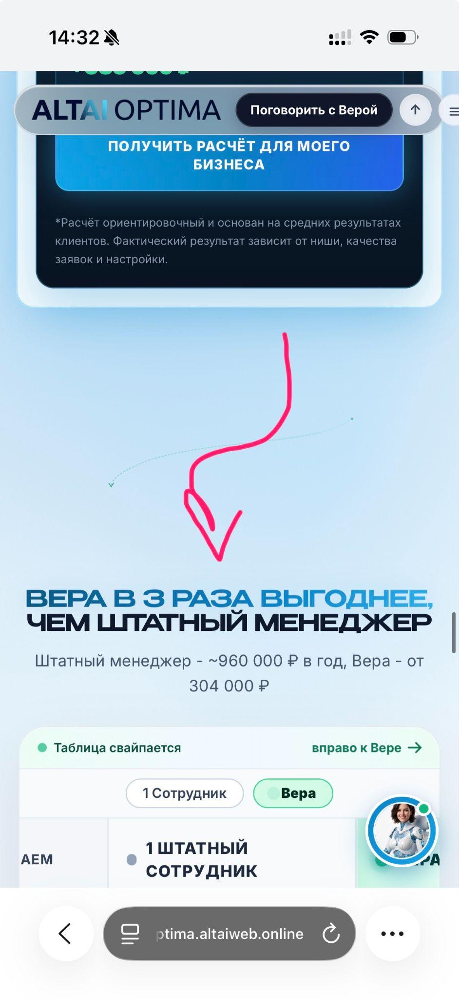 14:32
ALTAI OPTIMA
Поговорить с Верой
ПОЛУЧИТЬ РАСЧЁТ ДЛЯ МОЕГО
БИЗНЕСА
*Расчёт ориентировочный и основан на средних результатах
клиентов. Фактический результат зависит от ниши, качества
заявок и настройки.
ВЕРА В 3 РАЗА ВЫГОДНЕЕ,
ЧЕМ ШТАТНЫЙ МЕНЕДЖЕР
Штатный менеджер - ~960 000 ₽ в год, Вера - от
304 000 ₽
Таблица свайпается
вправо к Вере →
1 Сотрудник
Вера
АЕМ
1 ШТАТНЫЙ
СОТРУДНИК
ptima.altaiweb.online